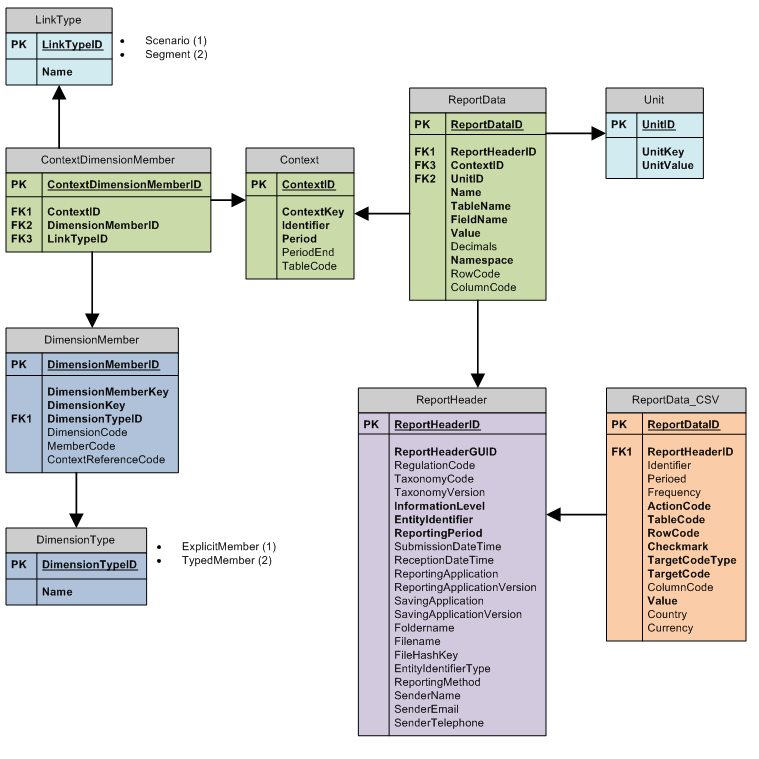 LinkType
PK LinkTypeID
Name
• Scenario (1)
• Segment (2)
ContextDimensionMember
PK ContextDimensionMemberID
FK1 ContextID
FK2 DimensionMemberID
FK3 LinkTypeID
Context
PK ContextID
ContextKey
Identifier
Period
PeriodEnd
TableCode
ReportData
PK ReportDataID
FK1 ReportHeaderID
FK3 ContextID
FK2 UnitID
Name
TableName
FieldName
Value
Decimals
Namespace
RowCode
ColumnCode
Unit
PK UnitID
UnitKey
UnitValue
DimensionMember
PK DimensionMemberID
DimensionMemberKey
DimensionKey
FK1 DimensionTypeID
DimensionCode
MemberCode
ContextReferenceCode
DimensionType
PK DimensionTypeID
Name
• ExplicitMember (1)
• TypedMember (2)
ReportHeader
PK ReportHeaderID
ReportHeaderGUID
RegulationCode
TaxonomyCode
TaxonomyVersion
InformationLevel
EntityIdentifier
ReportingPeriod
SubmissionDateTime
ReceptionDateTime
ReportingApplication
ReportingApplicationVersion
SavingApplication
SavingApplicationVersion
Foldername
Filename
FileHashKey
EntityIdentifierType
ReportingMethod
SenderName
SenderEmail
SenderTelephone
ReportData_CSV
PK ReportDataID
FK1 ReportHeaderID
Identifier
Perioed
Frequency
ActionCode
TableCode
RowCode
Checkmark
TargetCodeType
TargetCode
ColumnCode
Value
Country
Currency